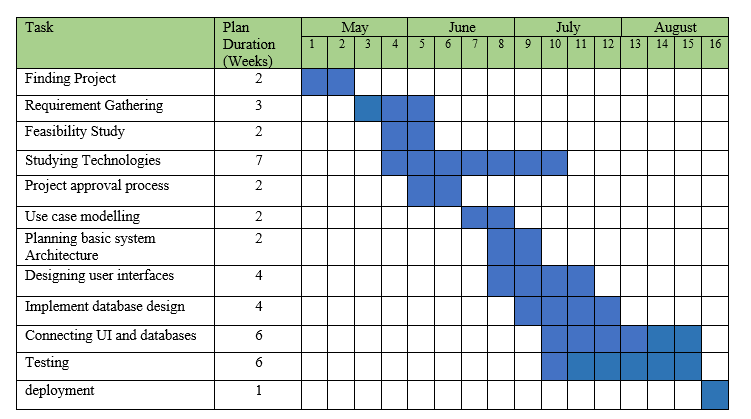 Task Plan May June July August
Duration 1 2 3 4 5 6 7 8 9 10 11 12 13 14 15 16
(Weeks)
Finding Project 2
Requirement Gathering 3
Feasibility Study 2
Studying Technologies 7
Project approval process 2
Use case modelling 2
Planning basic system 2
Architecture
Designing user interfaces 4
Implement database design 4
Connecting UI and databases 6
Testing 6
deployment 1